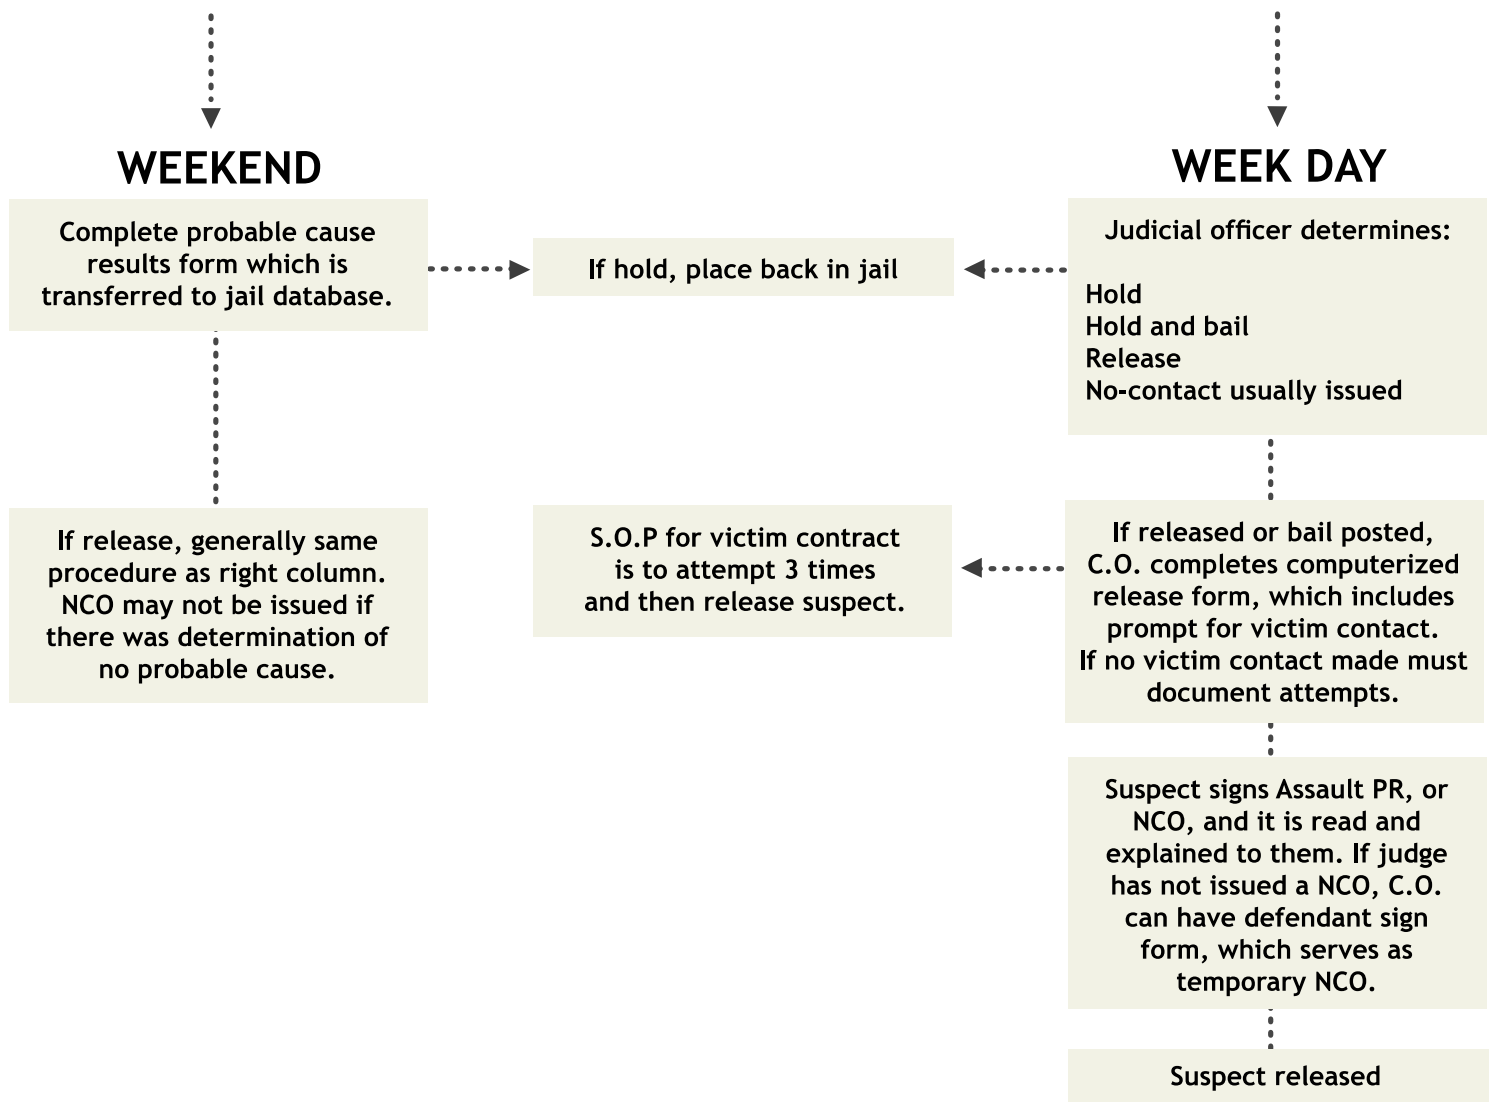 WEEKEND
Complete probable cause
results form which is
transferred to jail database.
If release, generally same
procedure as right column.
NCO may not be issued if
there was determination of
no probable cause.
If hold, place back in jail
S.O.P for victim contract
is to attempt 3 times
and then release suspect.
WEEK DAY
Judicial officer determines:
Hold
Hold and bail
Release
No-contact usually issued
If released or bail posted,
C.O. completes computerized
release form, which includes
prompt for victim contact.
If no victim contact made must
document attempts.
Suspect signs Assault PR, or
NCO, and it is read and
explained to them. If judge
has not issued a NCO, C.O.
can have defendant sign
form, which serves as
temporary NCO.
Suspect released